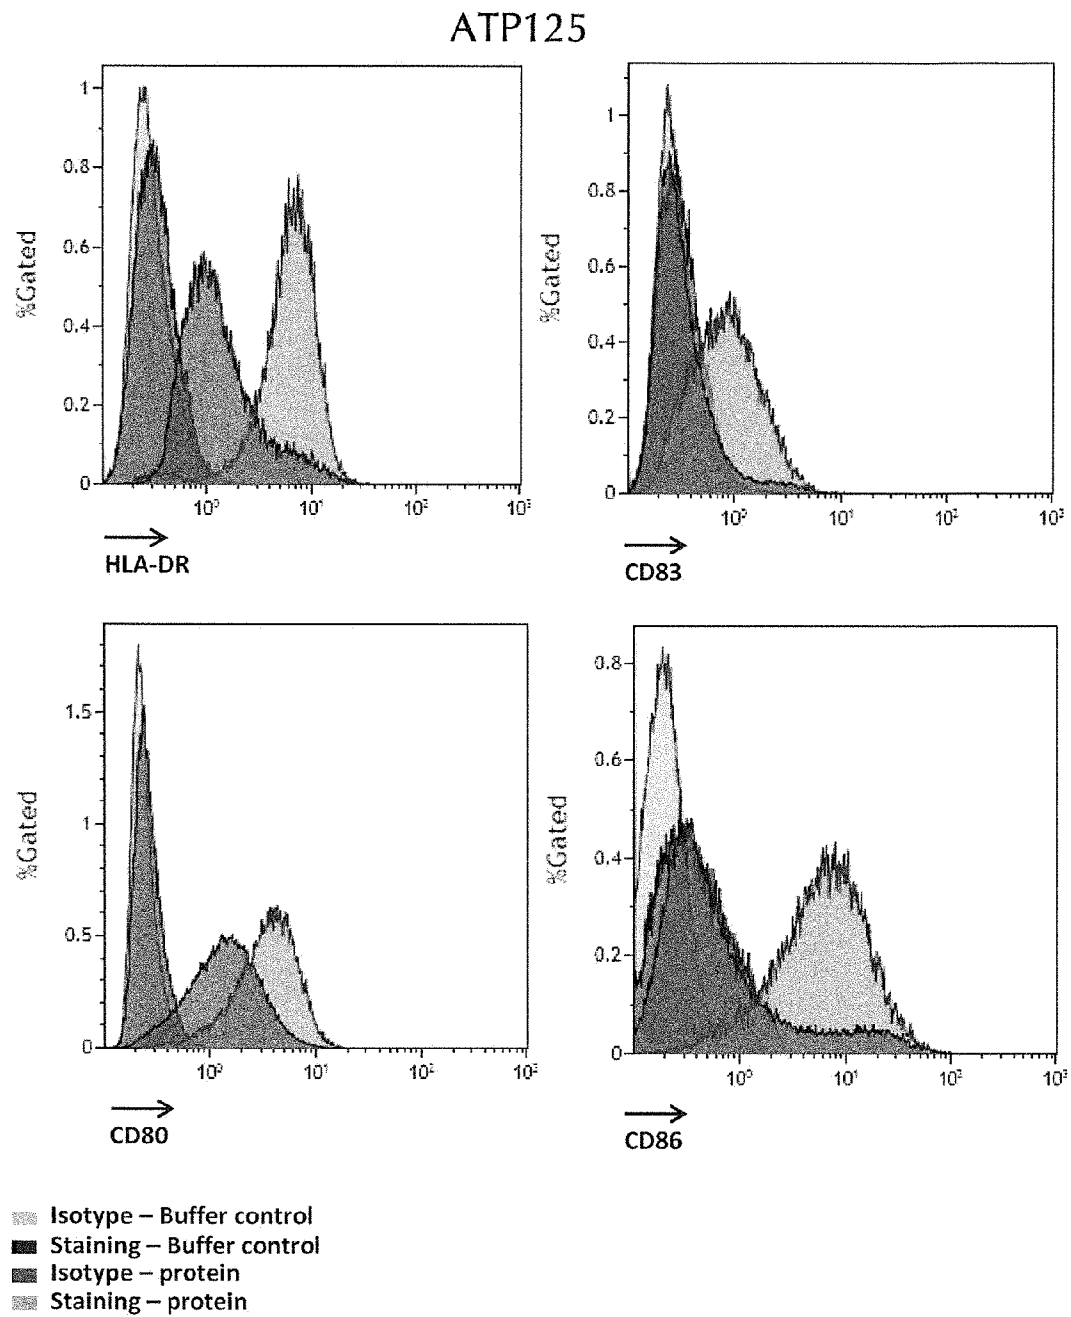 ATP125
%Gated
1
0.8
0.6
0.4
0.2
0
10⁰
10¹
10²
10³
HLA-DR
%Gated
1
0.8
0.6
0.4
0.2
0
10⁰
10¹
10²
10³
CD83
%Gated
1.5
1
0.5
0
10⁰
10¹
10²
10³
CD80
%Gated
0.8
0.6
0.4
0.2
0
10⁰
10¹
10²
10³
CD86
Isotype – Buffer control
Staining – Buffer control
Isotype – protein
Staining – protein